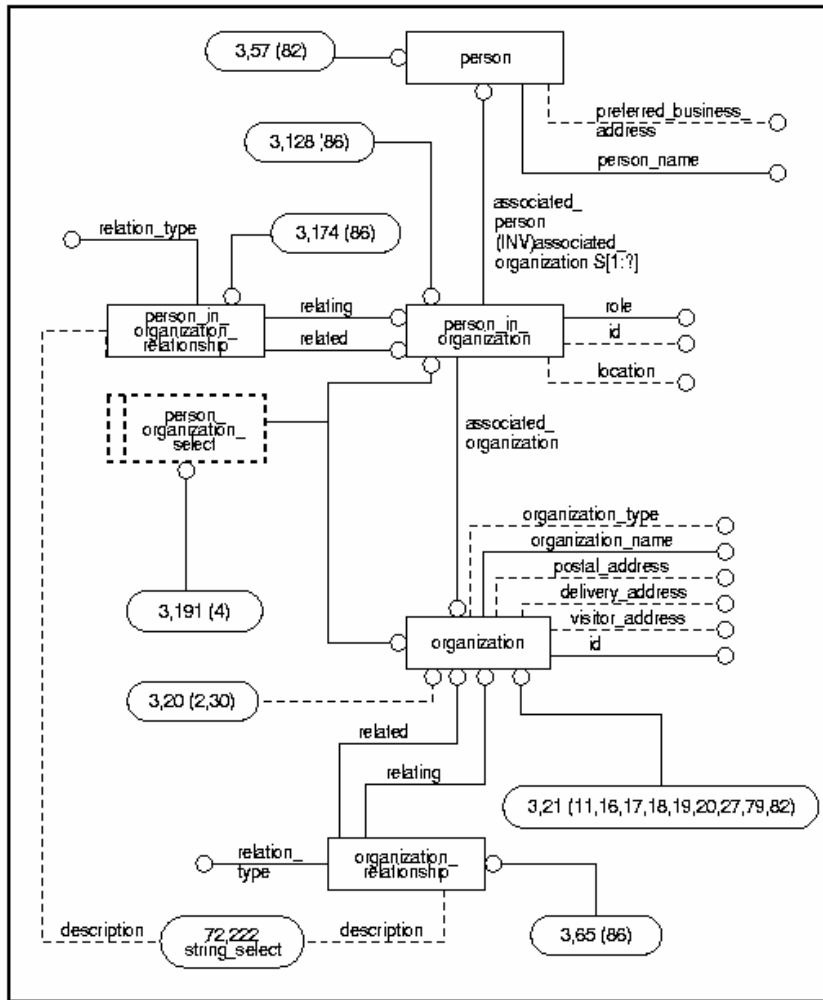 3,57 (82)
person
preferred_business_
address
person_name
3,128 '86)
associated_
person
(INV)associated_
organization S[1:?]
relation_type
3,174 (86)
person_in_
organization_
relationship
relating
related
person_in_
organization
role
id
location
person_
organization_
select
associated_
organization
organization_type
organization_name
postal_address
delivery_address
visitor_address
id
3,191 (4)
organization
3,20 (2,30)
related
relating
3,21 (11,16,17,18,19,20,27,79,82)
relation_
type
organization_
relationship
description
72,222
string_select
description
3,65 (86)